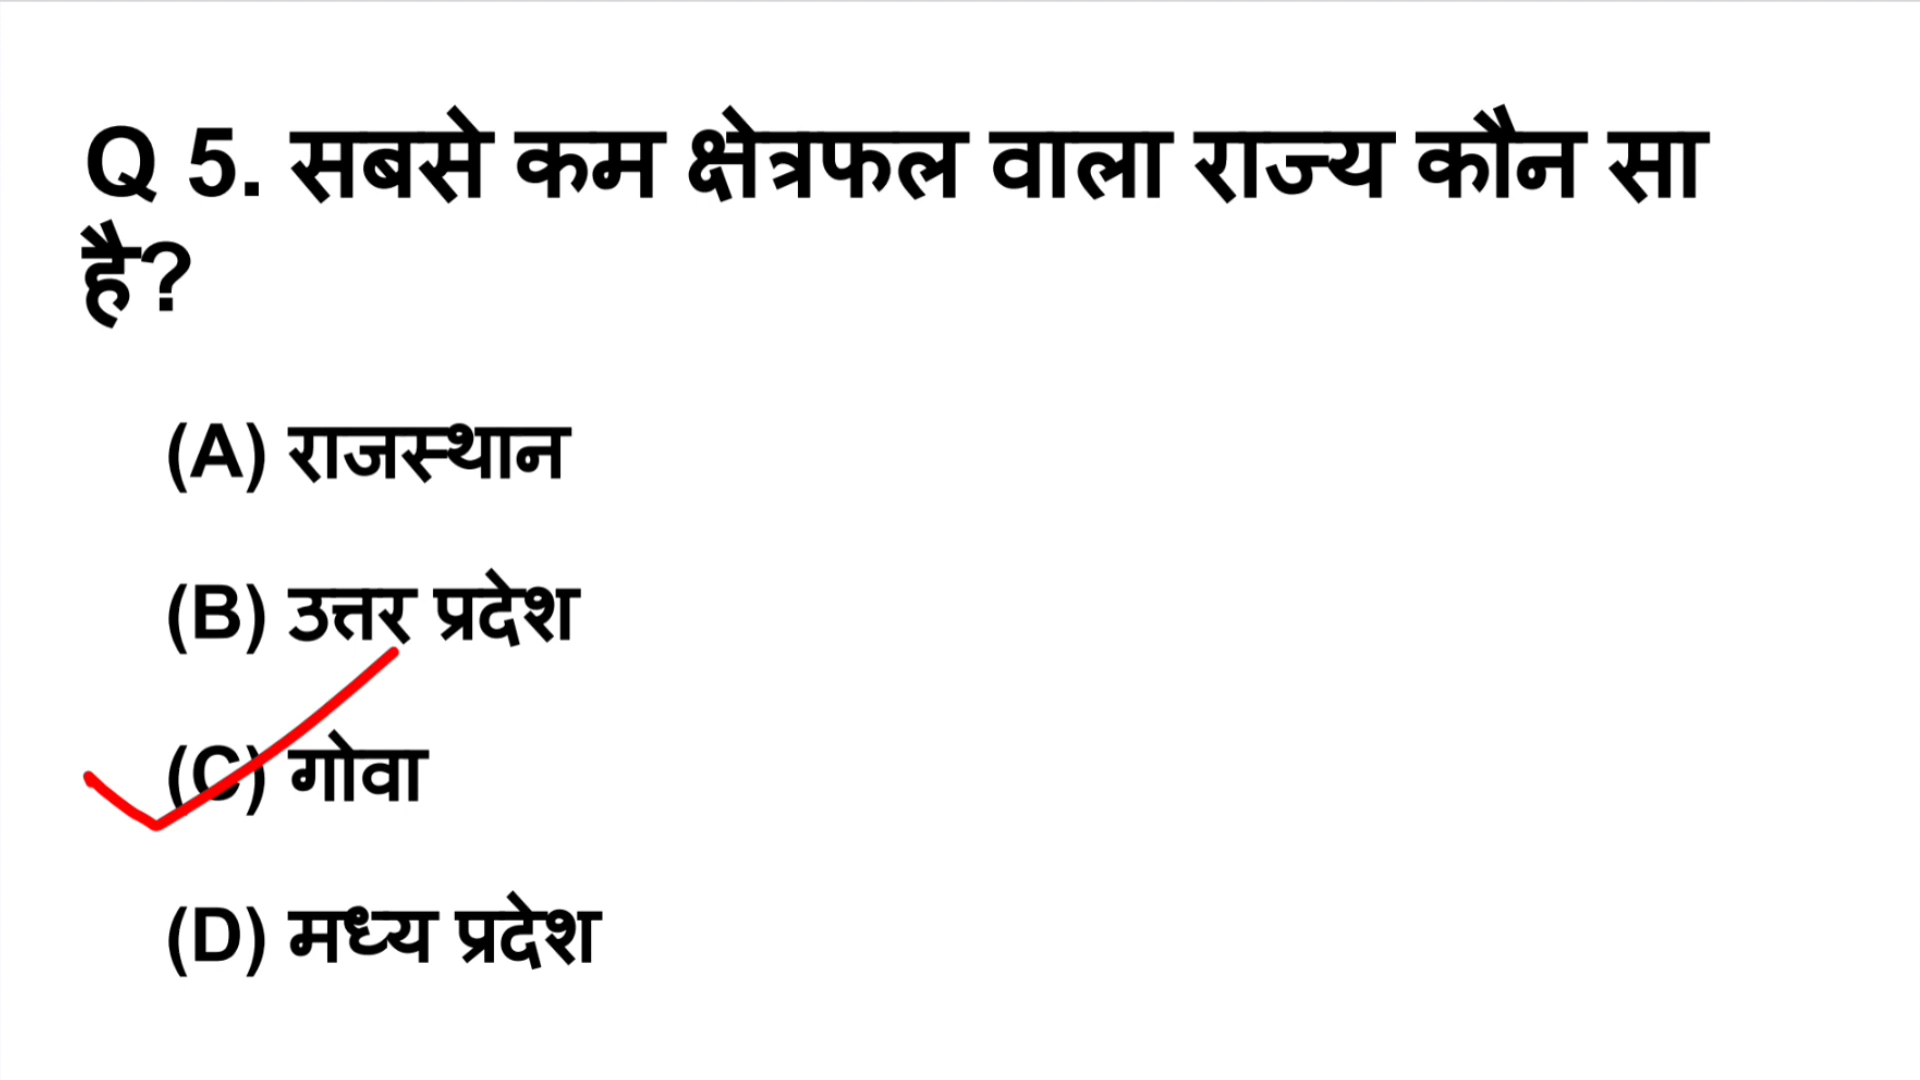 Q 5. सबसे कम क्षेत्रफल वाला राज्य कौन सा
है?
(A) राजस्थान
(B) उत्तर प्रदेश
(C) गोवा
(D) मध्य प्रदेश